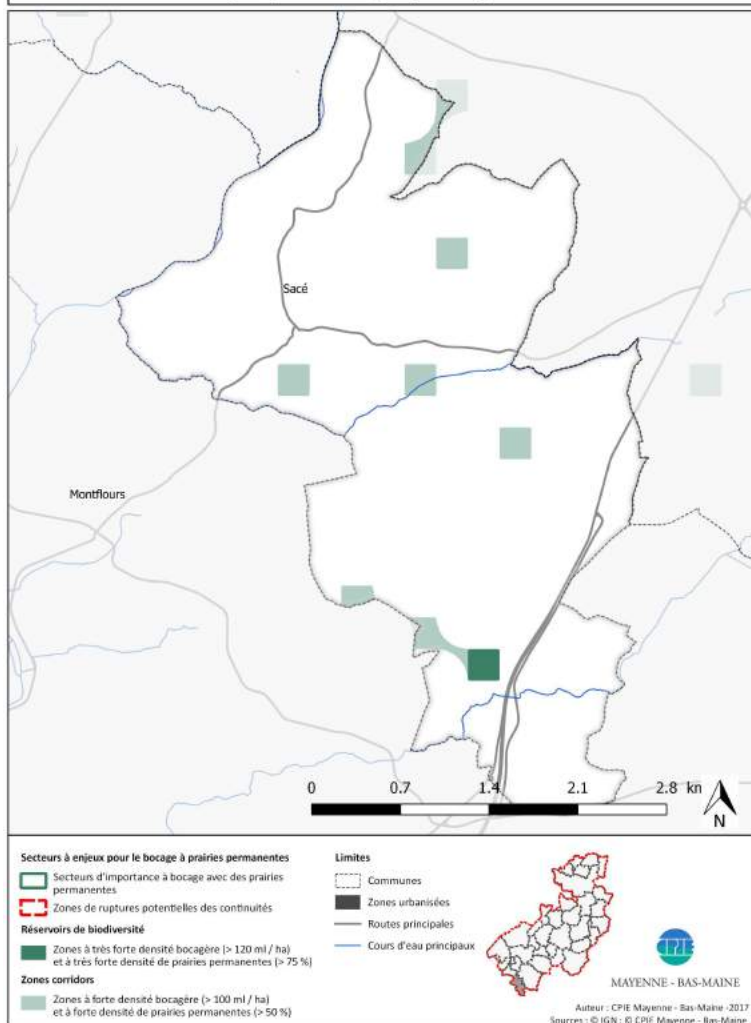 Sacé
Montflours
0 0.7 1.4 2.1 2.8 kn
N
Secteurs à enjeux pour le bocage à prairies permanentes
Secteurs d'importance à bocage avec des prairies
permanentes
Zones de ruptures potentielles des continuités
Réservoirs de biodiversité
Zones à très forte densité bocagère (> 120 ml / ha)
et à très forte densité de prairies permanentes (> 75 %)
Zones corridors
Zones à forte densité bocagère (> 100 ml / ha)
et à forte densité de prairies permanentes (> 50 %)
Limites
Communes
Zones urbanisées
Routes principales
Cours d'eau principaux
CPIE
MAYENNE - BAS-MAINE
Auteur : CPIE Mayenne - Bas-Maine -2017
Sources : © IGN ; © CPIE Mayenne - Bas-Maine